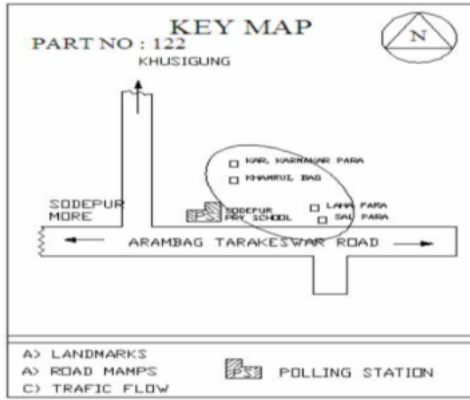 KEY MAP
N
PART NO : 122
KHUSIGUNG
KAR, KARMAKAR PARA
KHAMRUL BAD
SODEPUR
MORE
LAHA PARA
PS
SODEPUR
PRY SCHOOL
SAL PARA
ARAMBAG TARAKESWAR ROAD
A) LANDMARKS
A) ROAD MAMPS
C) TRAFIC FLOW
PS
POLLING STATION